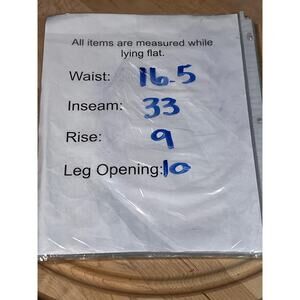 All items are measured while
lying flat.
Waist: 16.5
Inseam: 33
Rise: 9
Leg Opening: 10